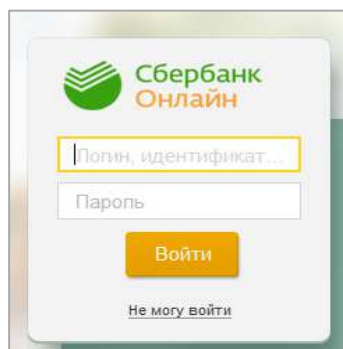 Сбербанк
Онлайн
Логин, идентификат...
Пароль
Войти
Не могу войти